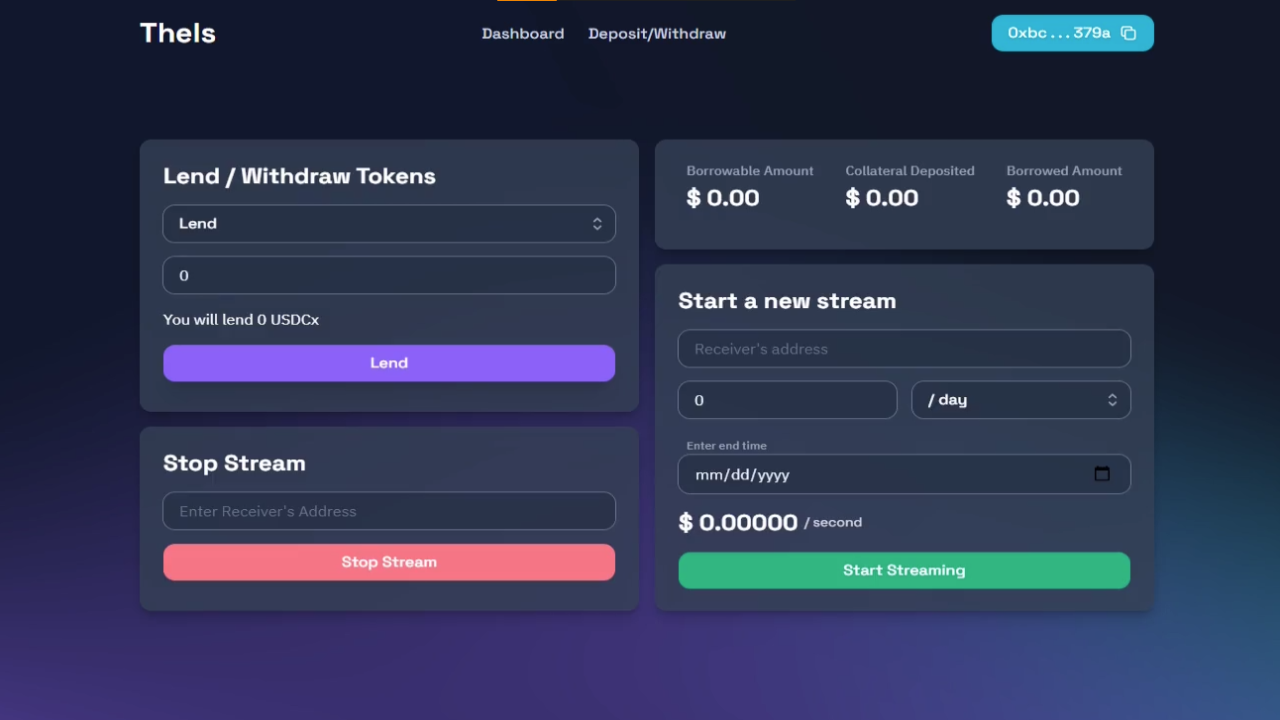 Thels
Dashboard
Deposit/Withdraw
0xbc...379a
Lend / Withdraw Tokens
Lend
0
You will lend 0 USDCx
Lend
Stop Stream
Enter Receiver's Address
Stop Stream
Borrowable Amount
$ 0.00
Collateral Deposited
$ 0.00
Borrowed Amount
$ 0.00
Start a new stream
Receiver's address
0
/ day
Enter end time
mm/dd/yyyy
$ 0.00000 / second
Start Streaming